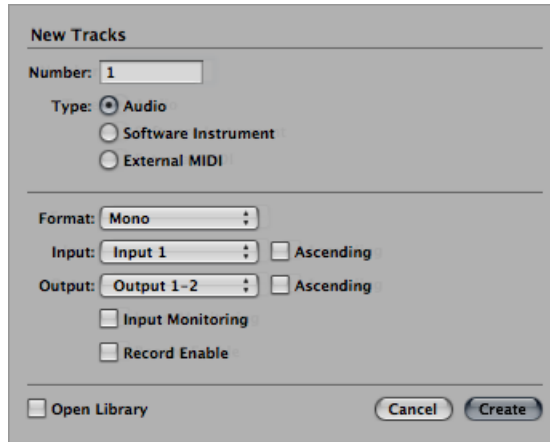 New Tracks
Number: 1
Type: Audio
Software Instrument
External MIDI
Format: Mono
Input: Input 1 Ascending
Output: Output 1-2 Ascending
Input Monitoring
Record Enable
Open Library Cancel Create